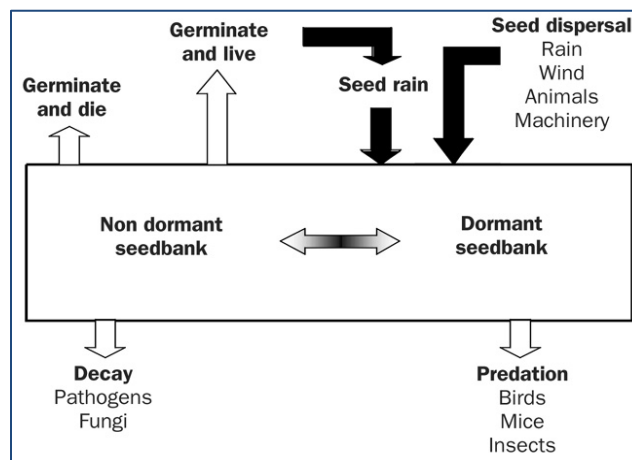 Germinate
and die
Germinate
and live
Seed rain
Seed dispersal
Rain
Wind
Animals
Machinery
Non dormant
seedbank
Dormant
seedbank
Decay
Pathogens
Fungi
Predation
Birds
Mice
Insects